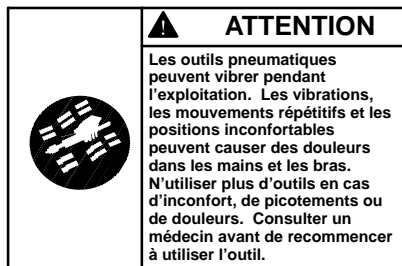 ATTENTION
Les outils pneumatiques
peuvent vibrer pendant
l'exploitation. Les vibrations,
les mouvements répétitifs et les
positions inconfortables
peuvent causer des douleurs
dans les mains et les bras.
N'utiliser plus d'outils en cas
d'inconfort, de picotements ou
de douleurs. Consulter un
médecin avant de recommencer
à utiliser l'outil.